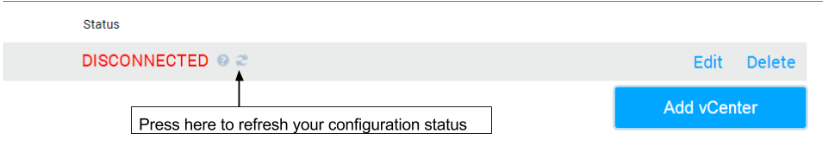 Status
DISCONNECTED ? Edit Delete
Add vCenter
Press here to refresh your configuration status